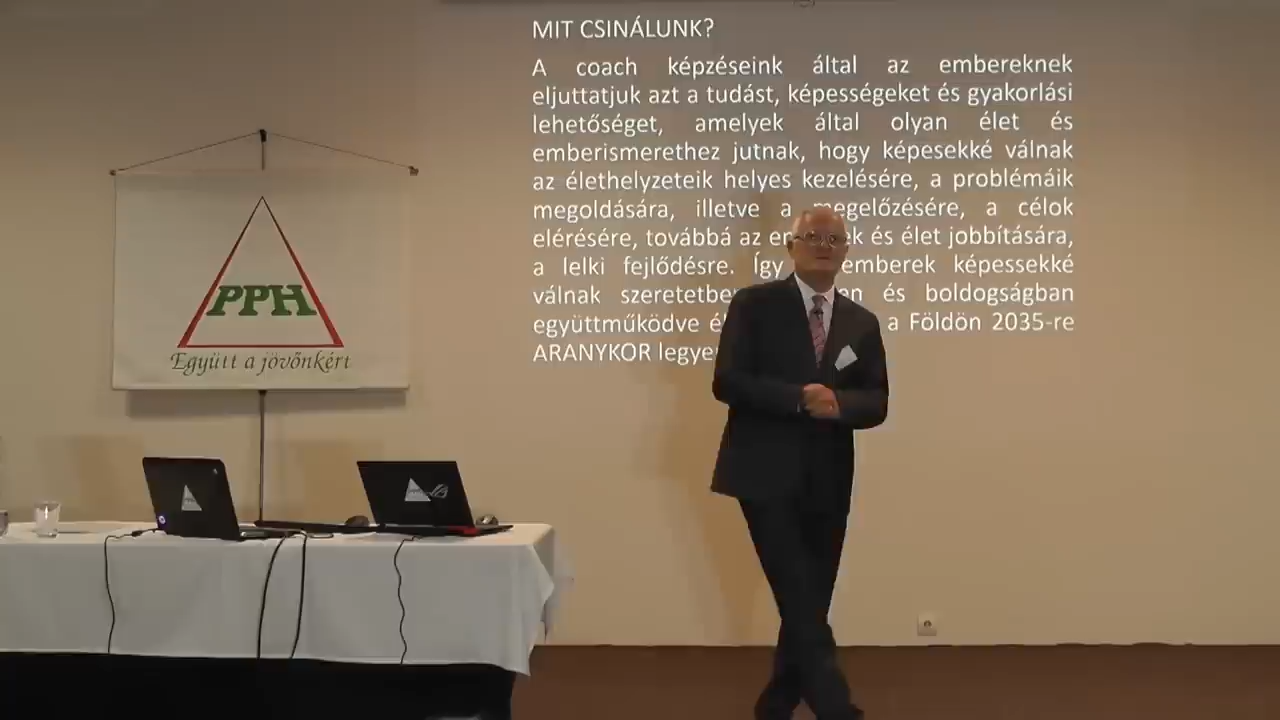 MIT CSINÁLUNK?
A coach képzéseink által az embereknek
eljuttatjuk azt a tudást, képességeket és gyakorlási
lehetőséget, amelyek által olyan élet és
emberismerethez jutnak, hogy képesekké válnak
az élethelyzeteik helyes kezelésére, a problémáik
megoldására, illetve a megelőzésére, a célok
elérésére, továbbá az és élet jobbítására,
a lelki fejlődésre. Így emberek képessekké
válnak és boldogságban
együttműködve a Földön 2035-re
ARANYKOR
PPH
Együtt a jövőnkért